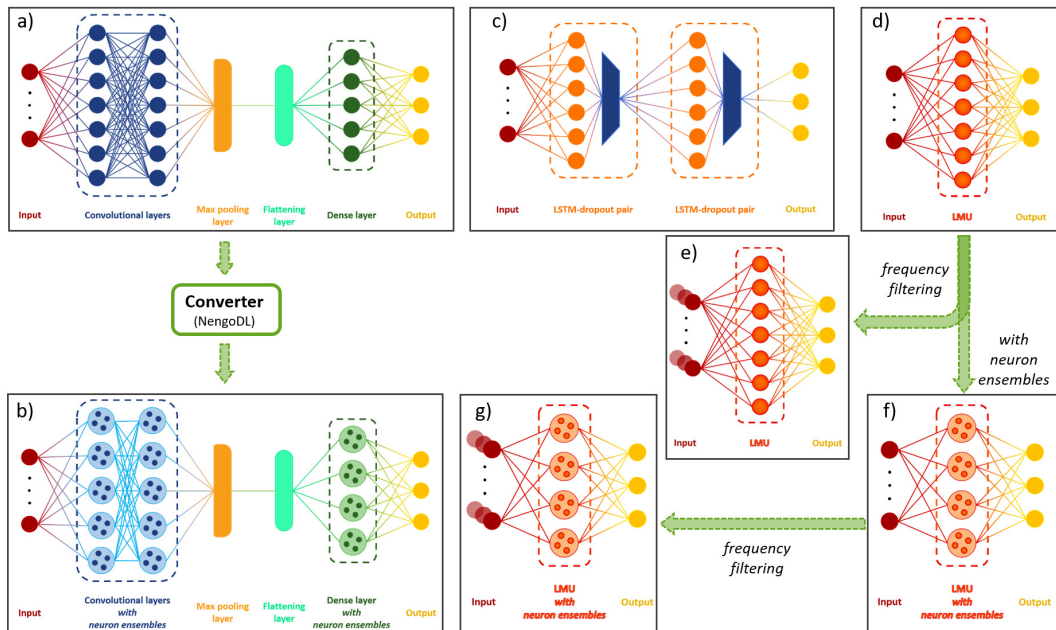 a)
Input
Convolutional layers
Max pooling
layer
Flattening
layer
Dense layer
Output
c)
Input
LSTM-dropout pair
LSTM-dropout pair
Output
d)
Input
LMU
Output
Converter
(NengoDL)
e)
Input
LMU
Output
frequency
filtering
with
neuron
ensembles
b)
Input
Convolutional layers
with
neuron ensembles
Max pooling
layer
Flattening
layer
Dense layer
with
neuron ensembles
Output
g)
Input
LMU
with
neuron ensembles
Output
frequency
filtering
f)
Input
LMU
with
neuron ensembles
Output